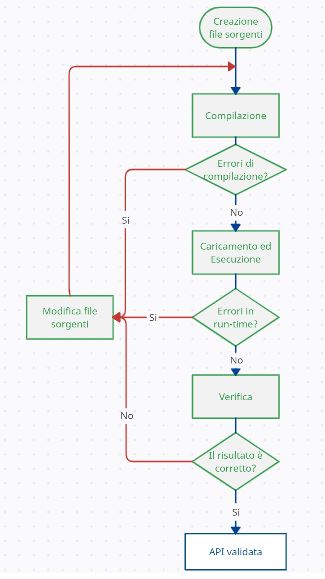 Creazione
file sorgenti
Compilazione
Errori di
compilazione?
Si
No
Caricamento ed
Esecuzione
Modifica file
sorgenti
Si
Errori in
run-time?
No
Verifica
No
Il risultato è
corretto?
Si
API validata